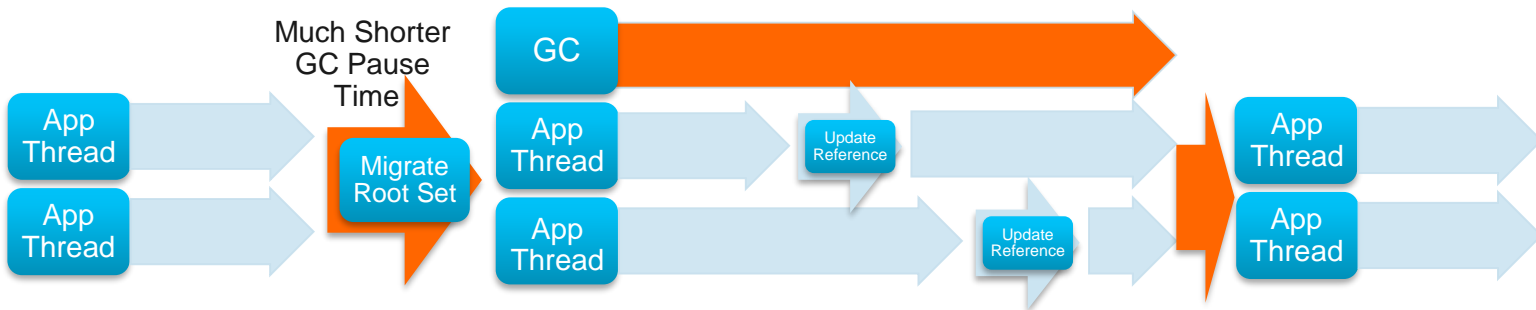 Much Shorter
GC Pause
Time
App
Thread
App
Thread
Migrate
Root Set
GC
App
Thread
Update
Reference
App
Thread
Update
Reference
App
Thread
App
Thread